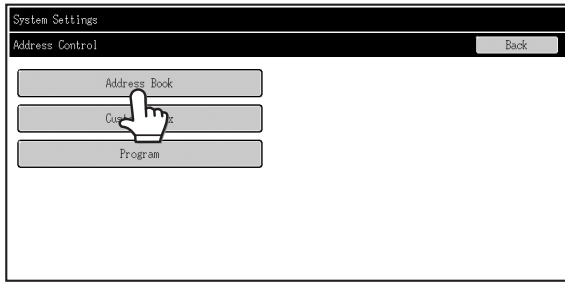 System Settings
Address Control
Back
Address Book
Program